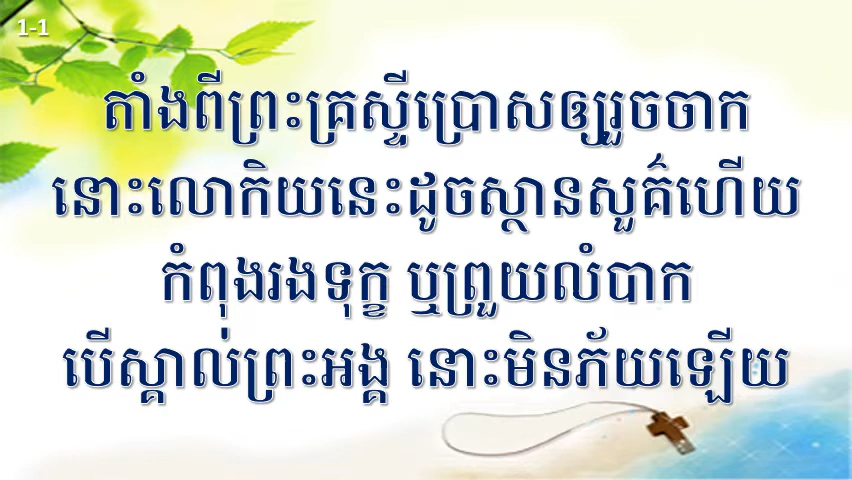 1-1
តាំងពីព្រះគ្រស្ទីប្រោសឲ្យរួចចាក
នោះលោកិយនេះដូចស្ថានសួគ៌ហើយ
កំពុងរងទុក្ខ ឬព្រួយលំបាក
បើស្គាល់ព្រះអង្គ នោះមិនភ័យឡើយ